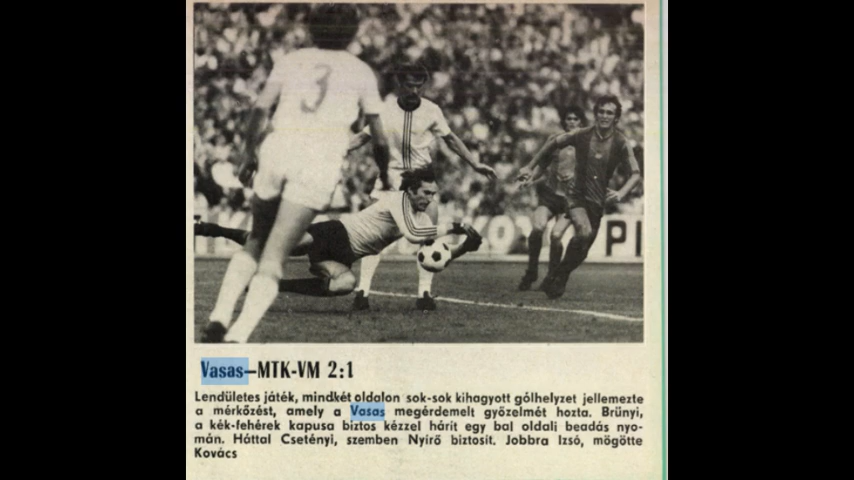 3
PI
Vasas–MTK-VM 2:1
Lendületes játék, mindkét oldalon sok-sok kihagyott gólhelyzet jellemezte
a mérkőzést, amely a Vasas megérdemelt győzelmét hozta. Brünyi,
a kék-fehérek kapusa biztos kézzel hárít egy bal oldali beadás nyo-
mán. Háttal Csetényi, szemben Nyírő biztosít. Jobbra Izsó, mögötte
Kovács